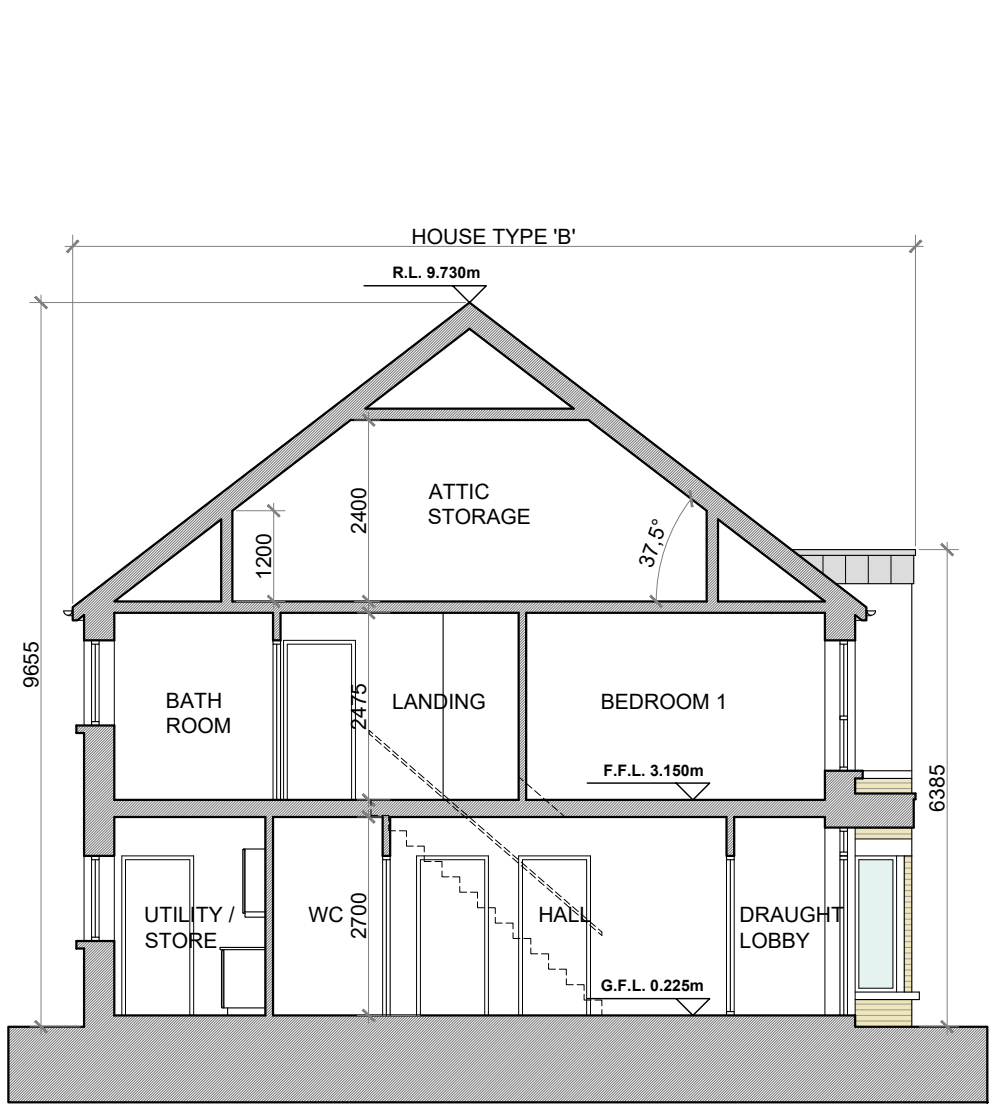 HOUSE TYPE 'B'
R.L. 9.730m
ATTIC
STORAGE
2400
1200
37,5°
9655
BATH
ROOM
2475
LANDING
BEDROOM 1
F.F.L. 3.150m
6385
UTILITY /
STORE
WC
2700
HALL
DRAUGHT
LOBBY
G.F.L. 0.225m